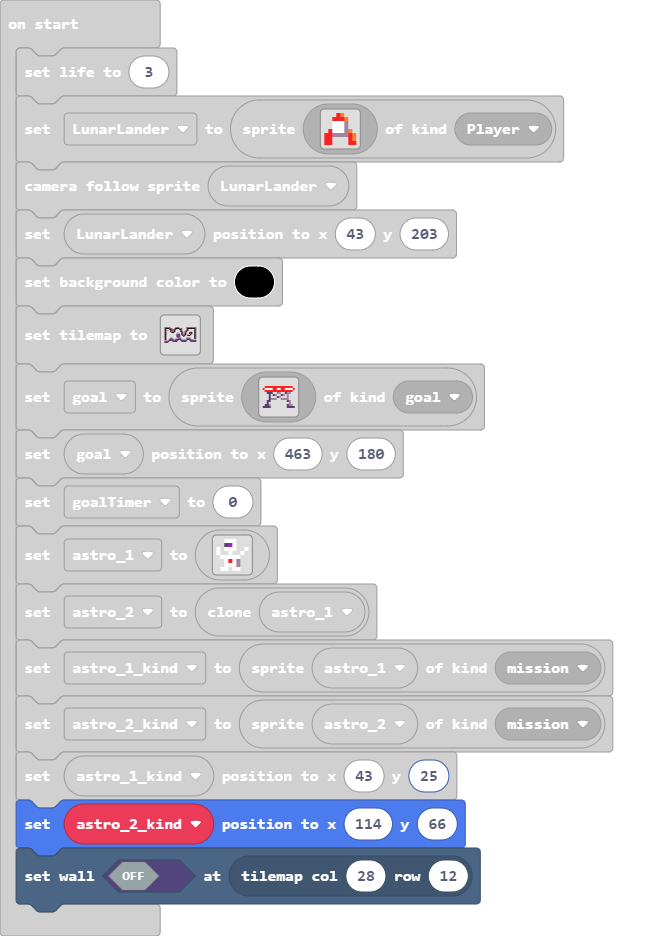 on start
set life to 3
set LunarLander to sprite of kind Player
camera follow sprite LunarLander
set LunarLander position to x 43 y 203
set background color to
set tilemap to
set goal to sprite of kind goal
set goal position to x 463 y 180
set goalTimer to 0
set astro_1 to
set astro_2 to clone astro_1
set astro_1_kind to sprite astro_1 of kind mission
set astro_2_kind to sprite astro_2 of kind mission
set astro_1_kind position to x 43 y 25
set astro_2_kind position to x 114 y 66
set wall OFF at tilemap col 28 row 12